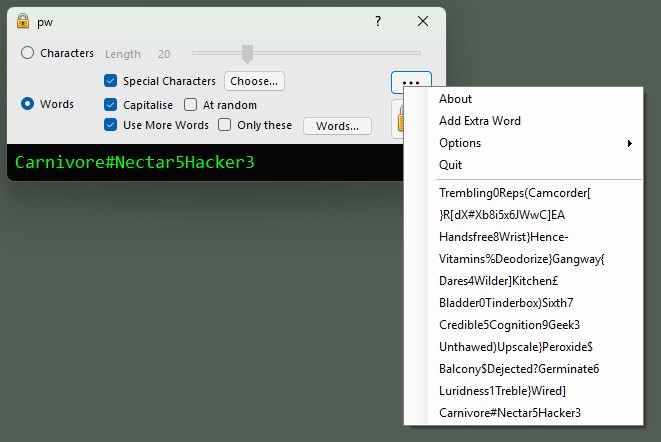 pw
?
Characters Length 20
Special Characters Choose...
...
Words
Capitalise At random
Use More Words Only these Words...
Carnivore#Nectar5Hacker3
About
Add Extra Word
Options
Quit
Trembling0Reps(Camcorder[
}R[dX#Xb8i5x6JWwC]EA
Handsfree8Wrist}Hence-
Vitamins%Deodorize}Gangway{
Dares4Wilder]Kitchen£
Bladder0Tinderbox)Sixth7
Credible5Cognition9Geek3
Unthawed)Upscale}Peroxide$
Balcony$Dejected?Germinate6
Luridness1Treble}Wired]
Carnivore#Nectar5Hacker3